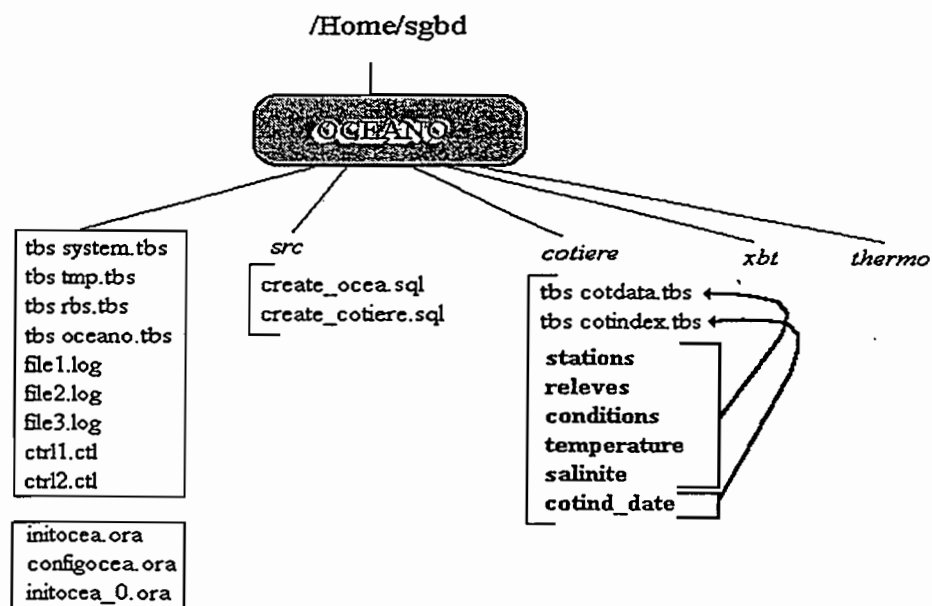 /Home/sgbd
OCEANO
tbs system.tbs
tbs tmp.tbs
tbs rbs.tbs
tbs oceano.tbs
file1.log
file2.log
file3.log
ctrl1.ctl
ctrl2.ctl
initocea.ora
configocea.ora
initocea_0.ora
src
create_ocea.sql
create_cotiere.sql
cotiere
tbs cotdata.tbs
tbs cotindex.tbs
stations
releves
conditions
temperature
salinite
cotind_date
xbt
thermo